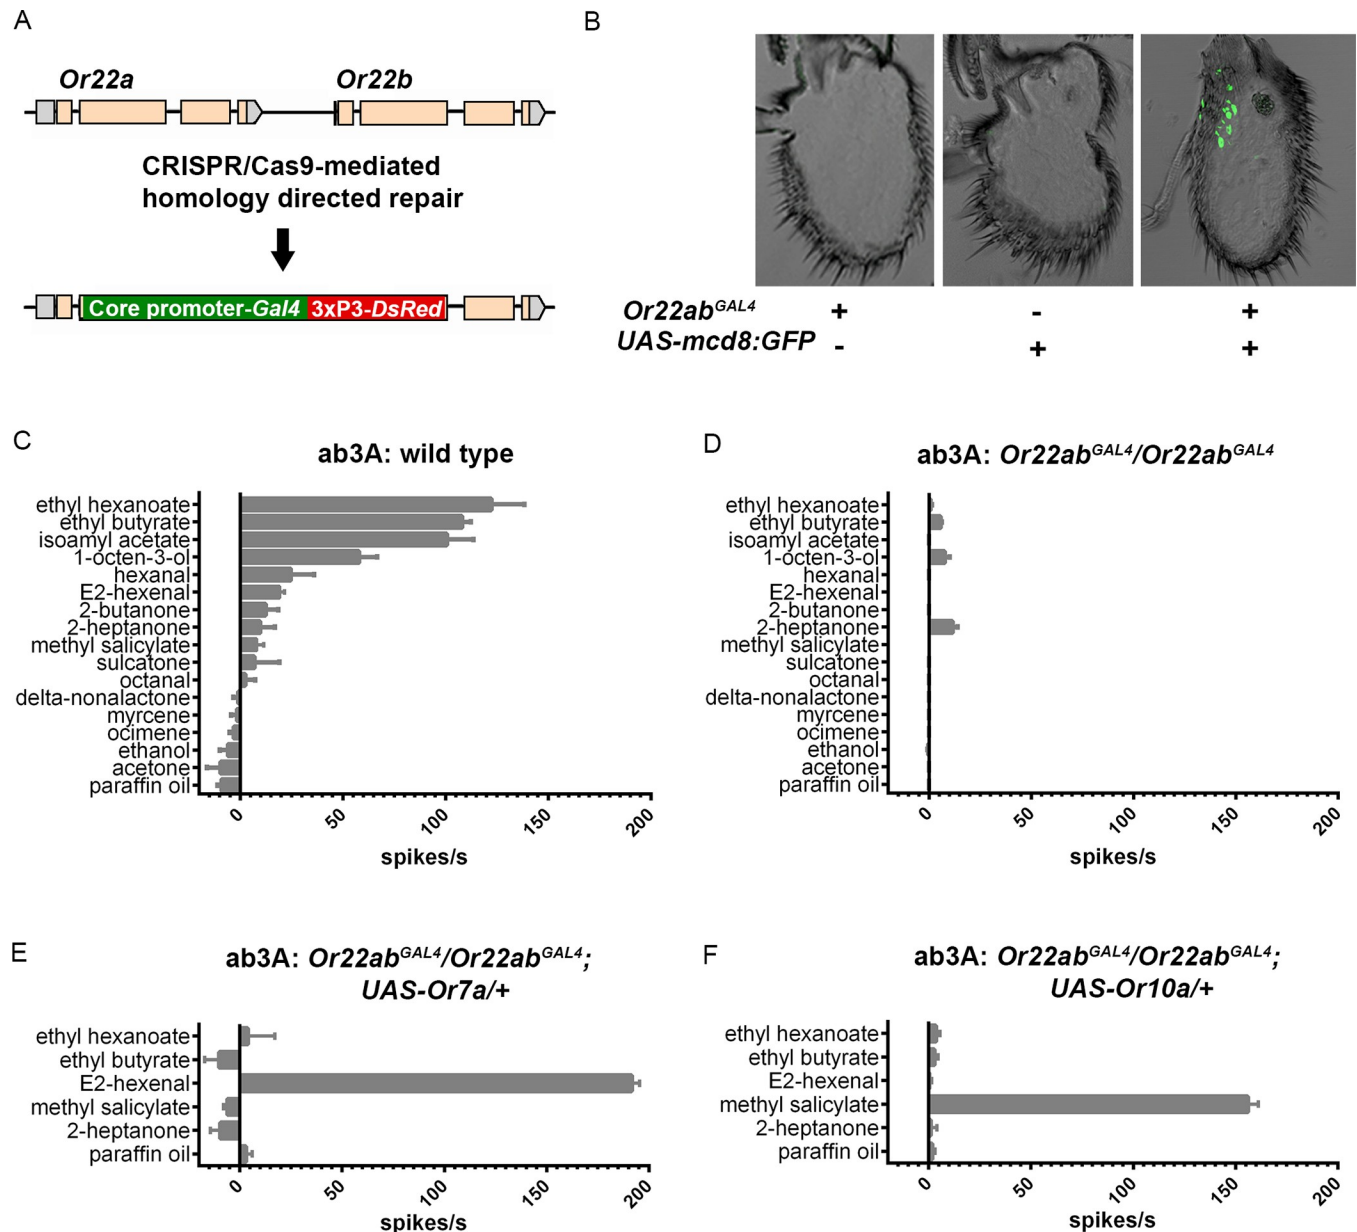 A
Or22a
Or22b
CRISPR/Cas9-mediated
homology directed repair
Core promoter-Gal4 3xP3-DsRed
B
Or22ab^GAL4 + - +
UAS-mcd8:GFP - + +
C
ab3A: wild type
ethyl hexanoate
ethyl butyrate
isoamyl acetate
1-octen-3-ol
hexanal
E2-hexenal
2-butanone
2-heptanone
methyl salicylate
sulcatone
octanal
delta-nonalactone
myrcene
ocimene
ethanol
acetone
paraffin oil
0 50 100 150 200
spikes/s
D
ab3A: Or22ab^GAL4/Or22ab^GAL4
ethyl hexanoate
ethyl butyrate
isoamyl acetate
1-octen-3-ol
hexanal
E2-hexenal
2-butanone
2-heptanone
methyl salicylate
sulcatone
octanal
delta-nonalactone
myrcene
ocimene
ethanol
acetone
paraffin oil
0 50 100 150 200
spikes/s
E
ab3A: Or22ab^GAL4/Or22ab^GAL4;
UAS-Or7a/+
ethyl hexanoate
ethyl butyrate
E2-hexenal
methyl salicylate
2-heptanone
paraffin oil
0 50 100 150 200
spikes/s
F
ab3A: Or22ab^GAL4/Or22ab^GAL4;
UAS-Or10a/+
ethyl hexanoate
ethyl butyrate
E2-hexenal
methyl salicylate
2-heptanone
paraffin oil
0 50 100 150 200
spikes/s